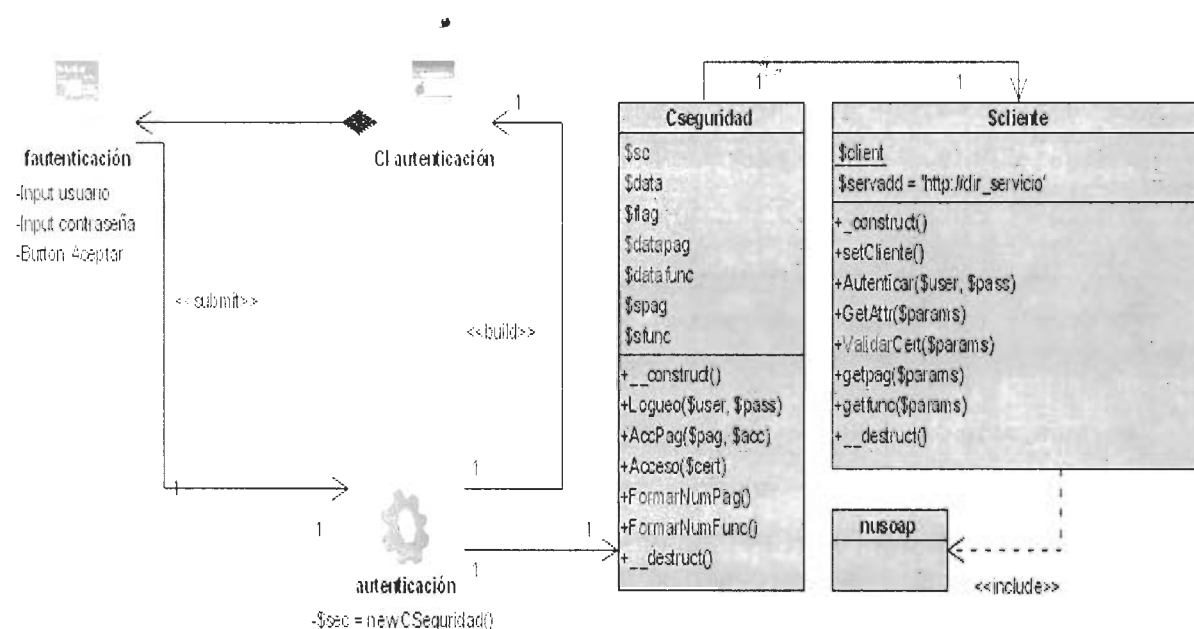 fautenticación
-Input usuario
-Input contraseña
-Button Aceptar
<<submit>>
1
1
CI autenticación
1
<<build>>
1
autenticación
-$sec = newCSeguridad()
1
1
Cseguridad
$sc
$data
$flag
$datapag
$datafunc
$spag
$sfunc
+__construct()
+Logueo($user, $pass)
+AccPag($pag, $acc)
+Acceso($cert)
+FormarNumPag()
+FormarNumFunc()
+__destruct()
1
1
Scliente
$client
$servadd = 'http://dir_servicio'
+_construct()
+setCliente()
+Autenticar($user, $pass)
+GetAttr($params)
+ValidarCert($params)
+getpag($params)
+getfunc($params)
+__destruct()
nusoap
<<include>>